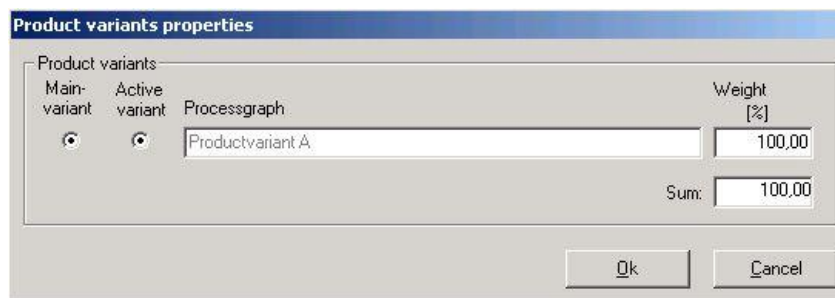 Product variants properties
Product variants
Main-
variant
Active
variant
Processgraph
Weight
[%]
Productvariant A
100,00
Sum:
100,00
Ok
Cancel